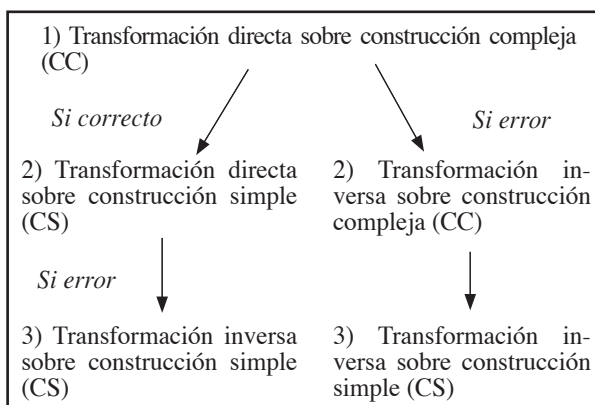 1) Transformación directa sobre construcción compleja
(CC)
Si correcto
Si error
2) Transformación directa
sobre construcción simple
(CS)
2) Transformación in-
versa sobre construcción
compleja (CC)
Si error
3) Transformación inversa
sobre construcción simple
(CS)
3) Transformación in-
versa sobre construcción
simple (CS)